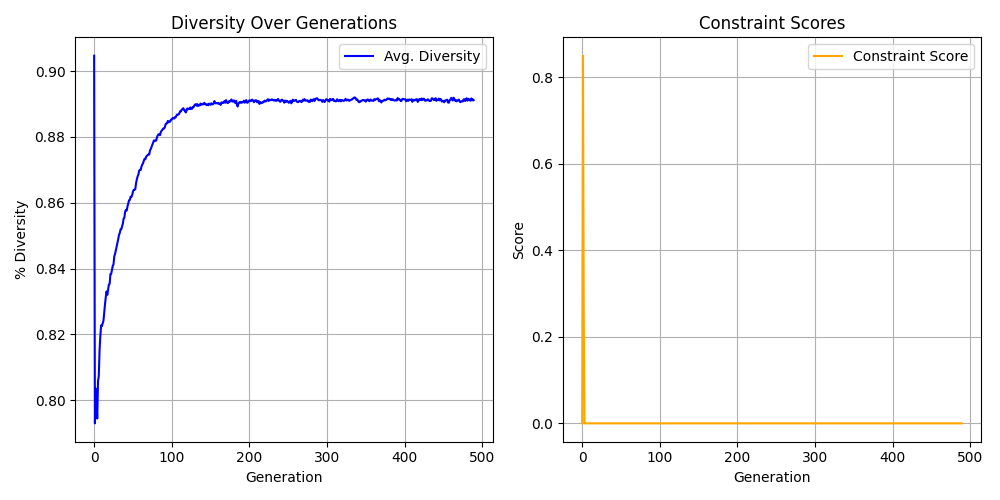 Diversity Over Generations
Avg. Diversity
% Diversity
0.90
0.88
0.86
0.84
0.82
0.80
0 100 200 300 400 500
Generation
Constraint Scores
Constraint Score
Score
0.8
0.6
0.4
0.2
0.0
0 100 200 300 400 500
Generation